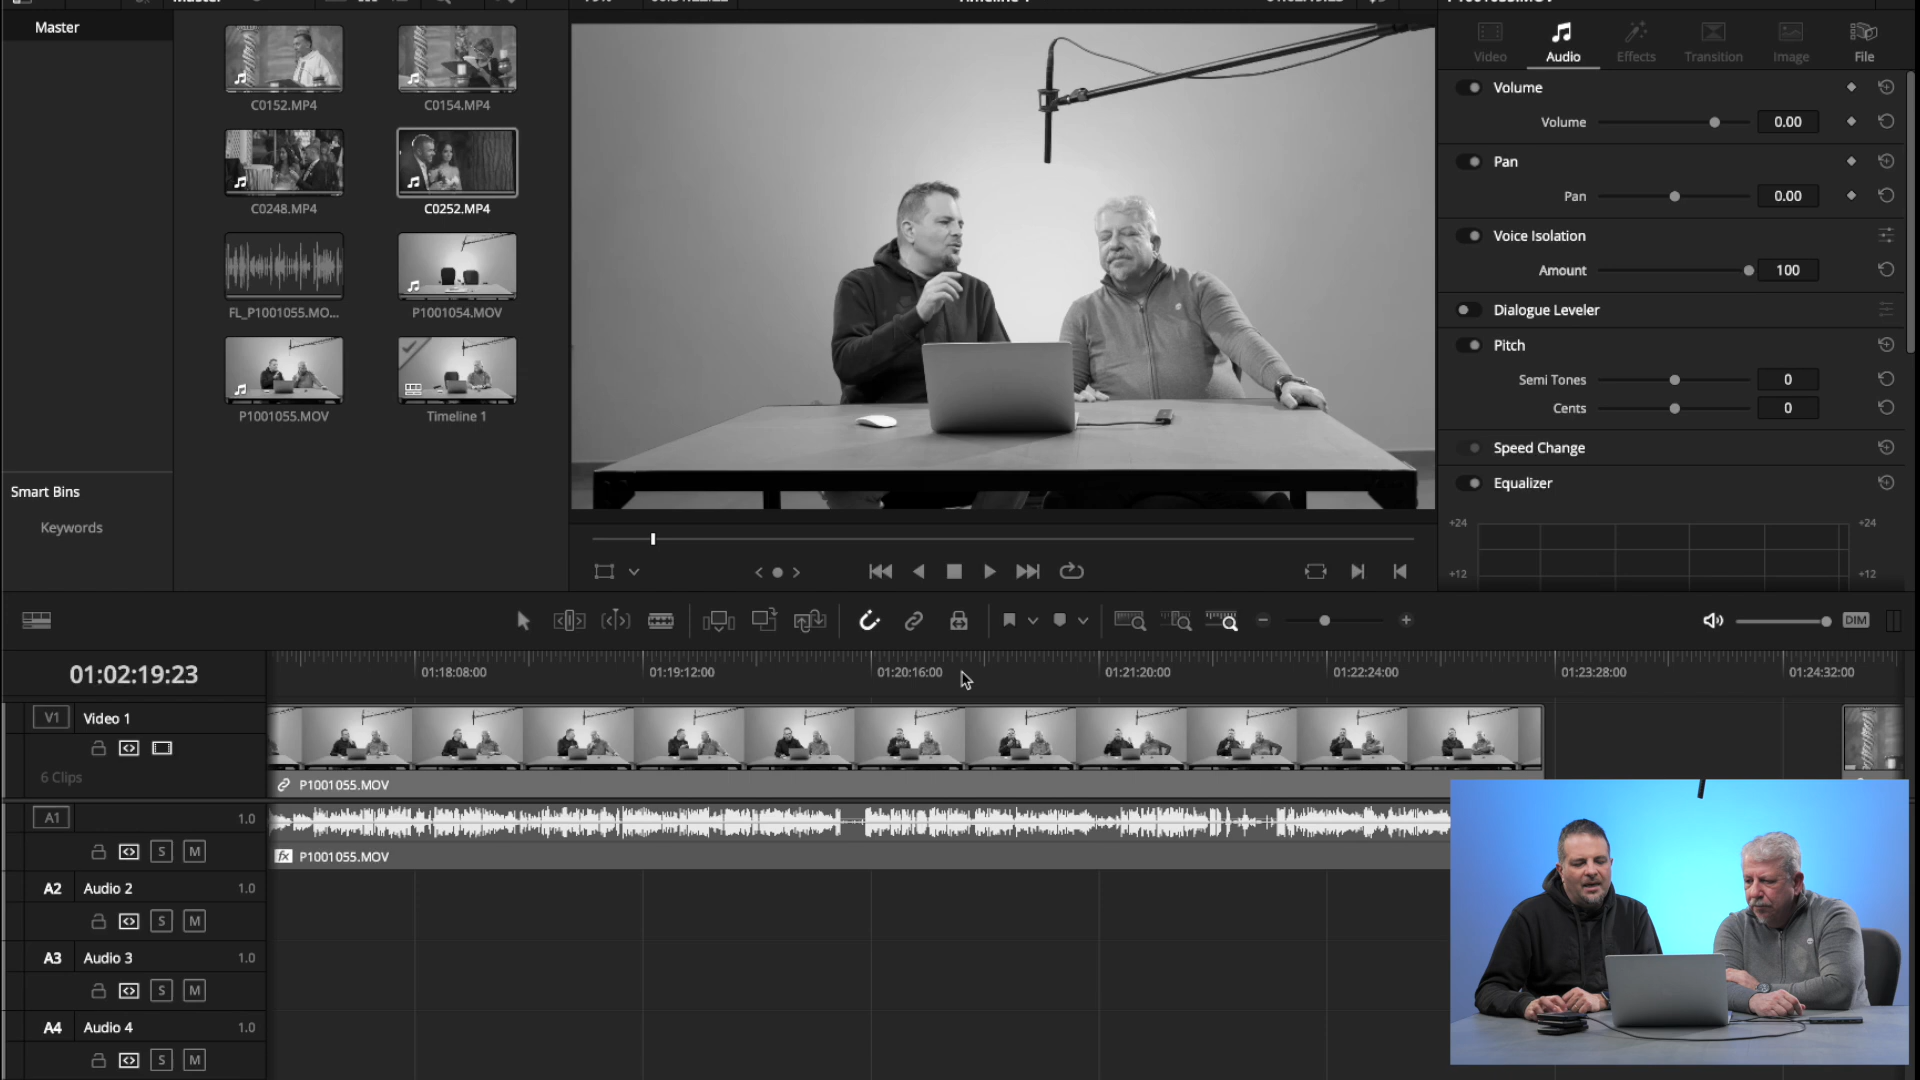 Master
C0152.MP4
C0154.MP4
C0248.MP4
C0252.MP4
FL_P1001055.MO...
P1001054.MOV
P1001055.MOV
Timeline 1
Smart Bins
Keywords
Video
Audio
Effects
Transition
Image
File
Volume
Volume 0.00
Pan
Pan 0.00
Voice Isolation
Amount 100
Dialogue Leveler
Pitch
Semi Tones 0
Cents 0
Speed Change
Equalizer
+24 +24
+12 +12
DIM
01:02:19:23
01:18:08:00
01:19:12:00
01:20:16:00
01:21:20:00
01:22:24:00
01:23:28:00
01:24:32:00
V1 Video 1
6 Clips
P1001055.MOV
A1 1.0
S M
fx P1001055.MOV
A2 Audio 2 1.0
S M
A3 Audio 3 1.0
S M
A4 Audio 4 1.0
S M